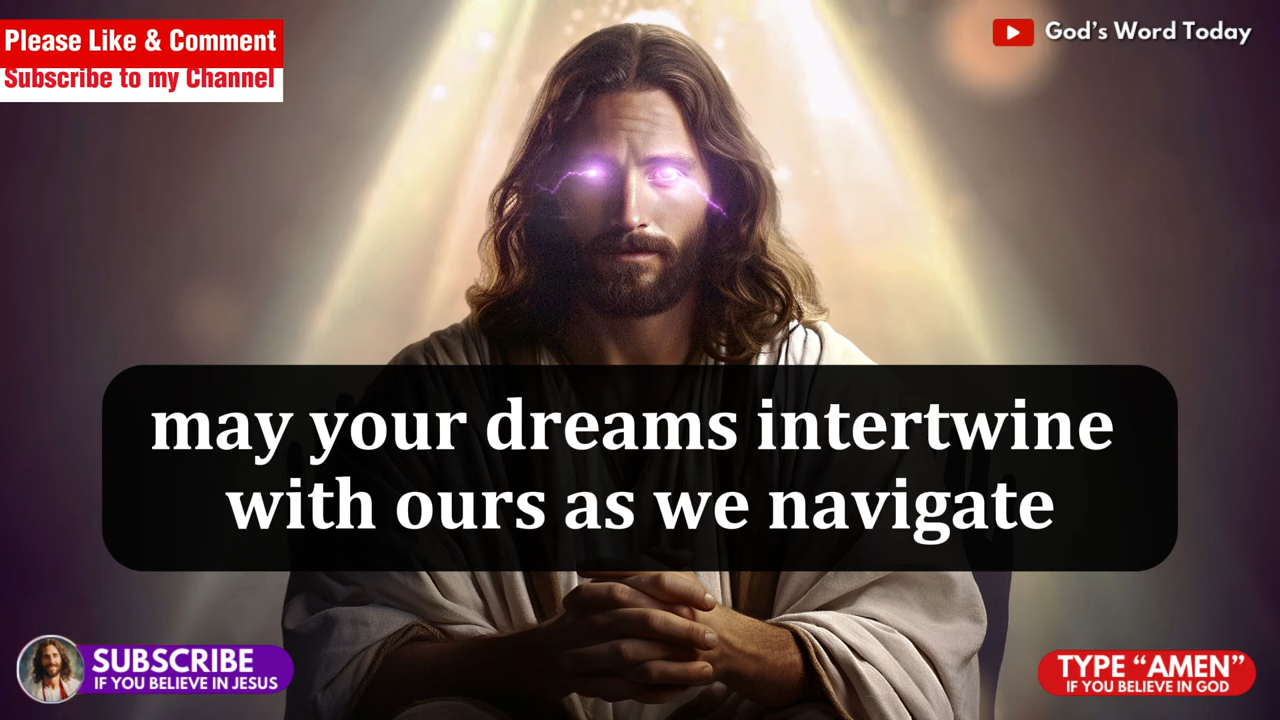 Please Like & Comment
Subscribe to my Channel
God's Word Today
may your dreams intertwine
with ours as we navigate
SUBSCRIBE
IF YOU BELIEVE IN JESUS
TYPE “AMEN”
IF YOU BELIEVE IN GOD